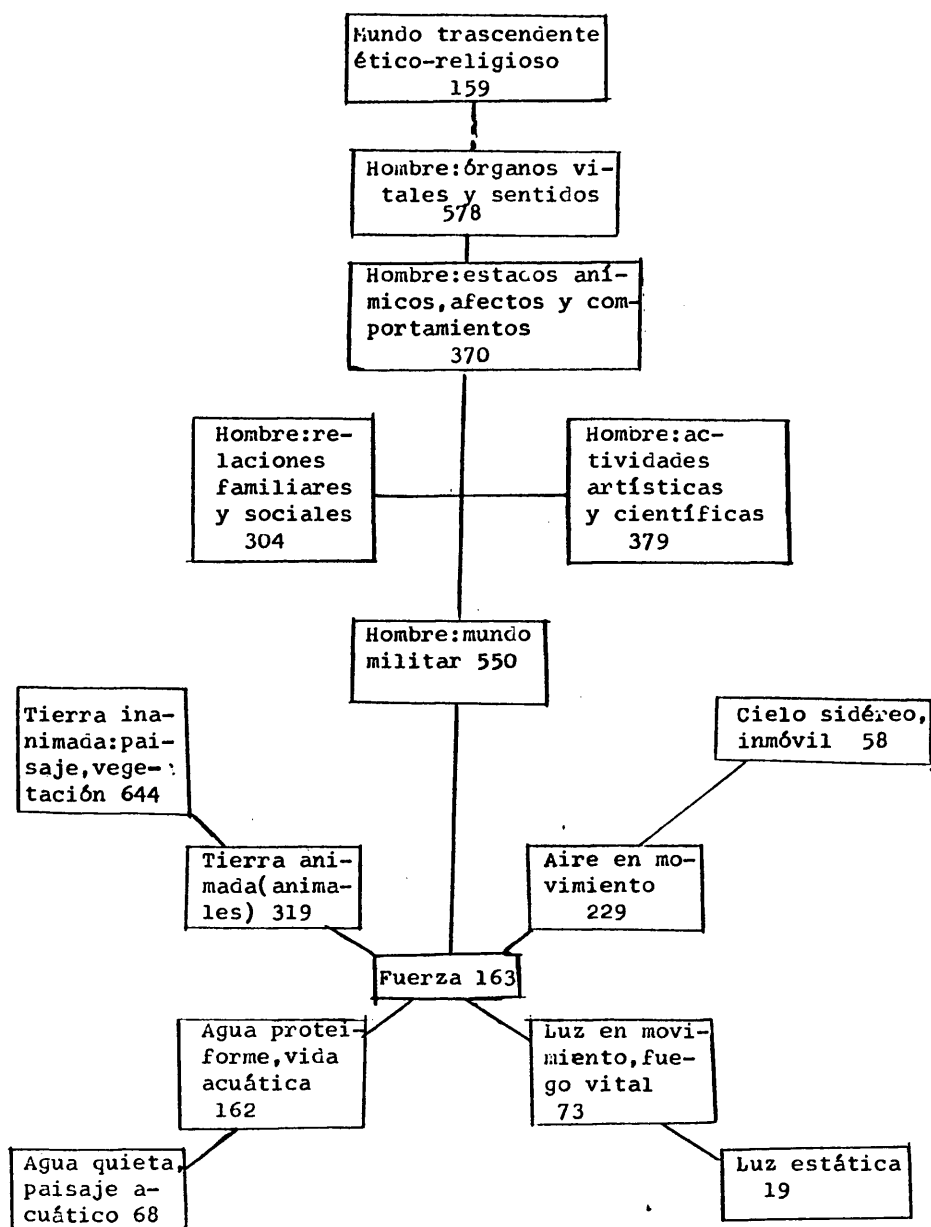 Mundo trascendente
ético-religioso
159
Hombre:órganos vi-
tales y sentidos
578
Hombre:estados aní-
micos,afectos y com-
portamientos
370
Hombre:re-
laciones
familiares
y sociales
304
Hombre:ac-
tividades
artísticas
y científicas
379
Hombre:mundo
militar 550
Tierra ina-
nimada:pai-
saje,vege-
tación 644
Cielo sidéreo,
inmóvil 58
Tierra ani-
mada(anima-
les) 319
Aire en mo-
vimiento
229
Fuerza 163
Agua protei-
forme,vida
acuática
162
Luz en movi-
miento,fue-
go vital
73
Agua quieta,
paisaje a-
cuático 68
Luz estática
19